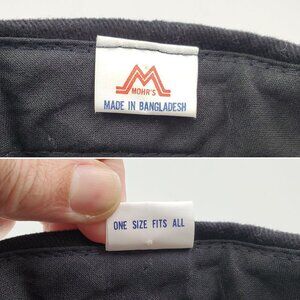 MOHR'S
MADE IN BANGLADESH
ONE SIZE FITS ALL